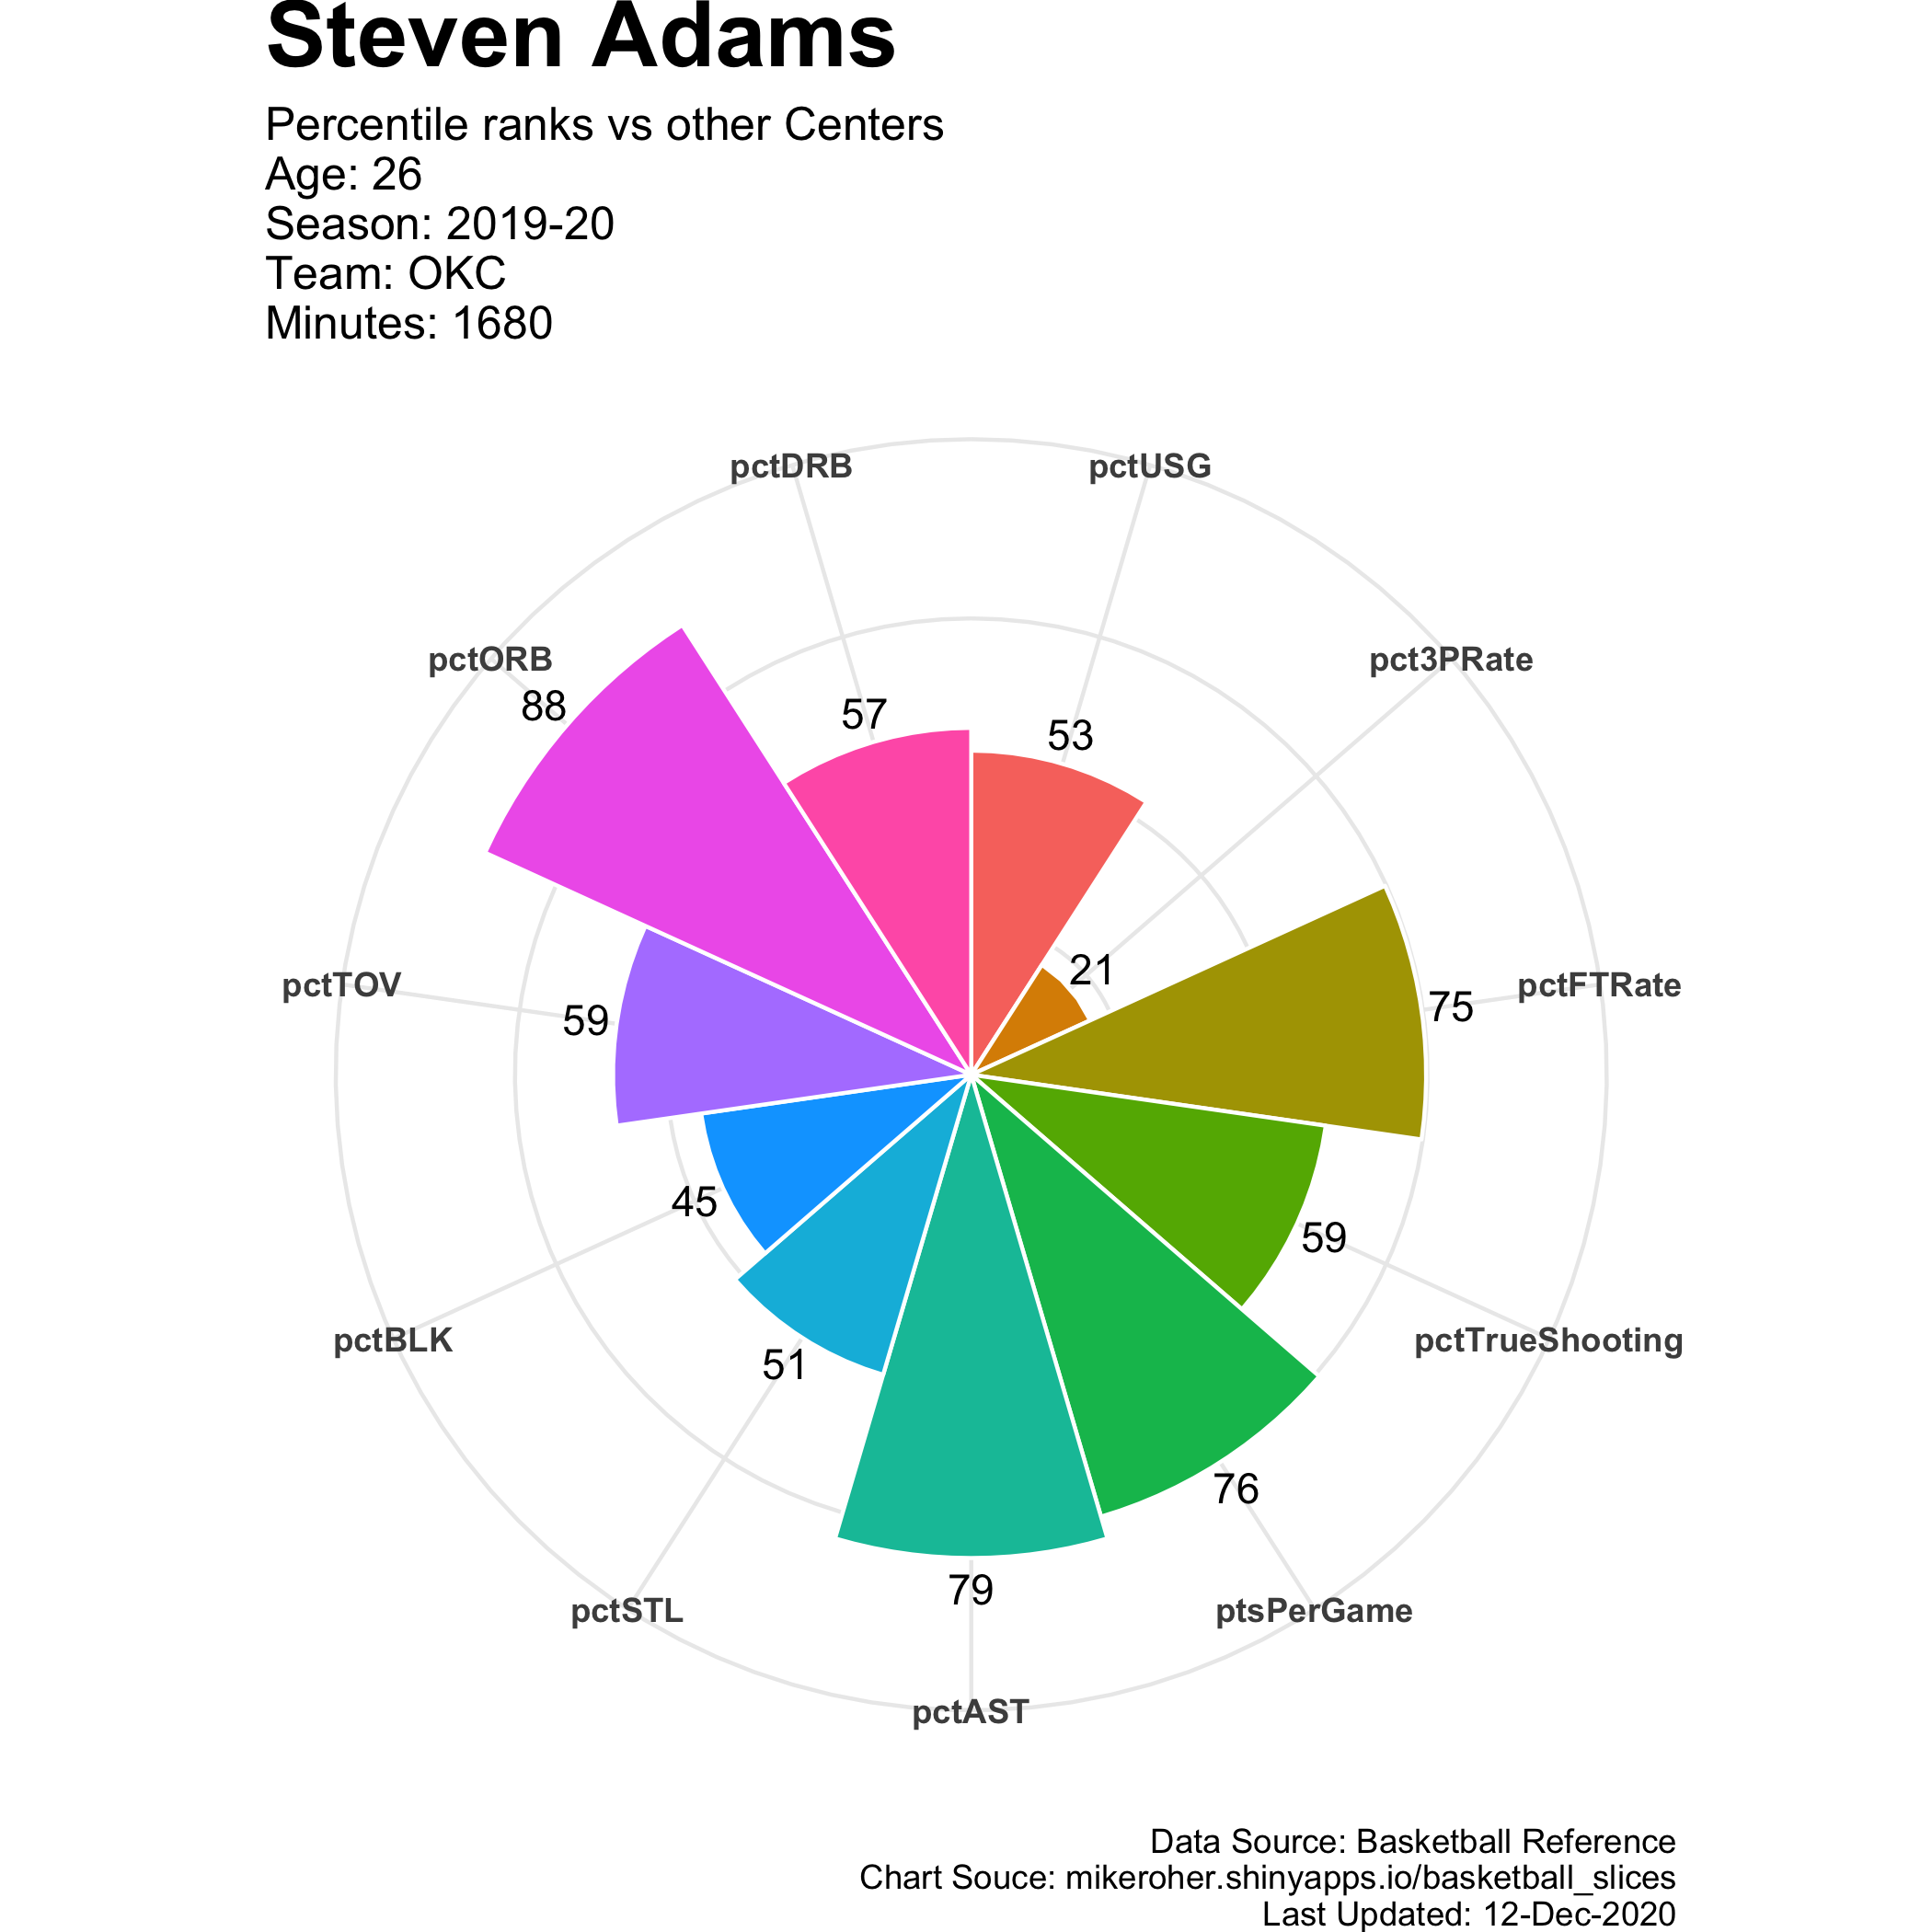 Steven Adams
Percentile ranks vs other Centers
Age: 26
Season: 2019-20
Team: OKC
Minutes: 1680
pctDRB
pctUSG
pctORB
pct3PRate
88
57
53
21
pctTOV
pctFTRate
59
75
45
59
pctBLK
pctTrueShooting
51
76
79
pctSTL
ptsPerGame
pctAST
Data Source: Basketball Reference
Chart Souce: mikeroher.shinyapps.io/basketball_slices
Last Updated: 12-Dec-2020